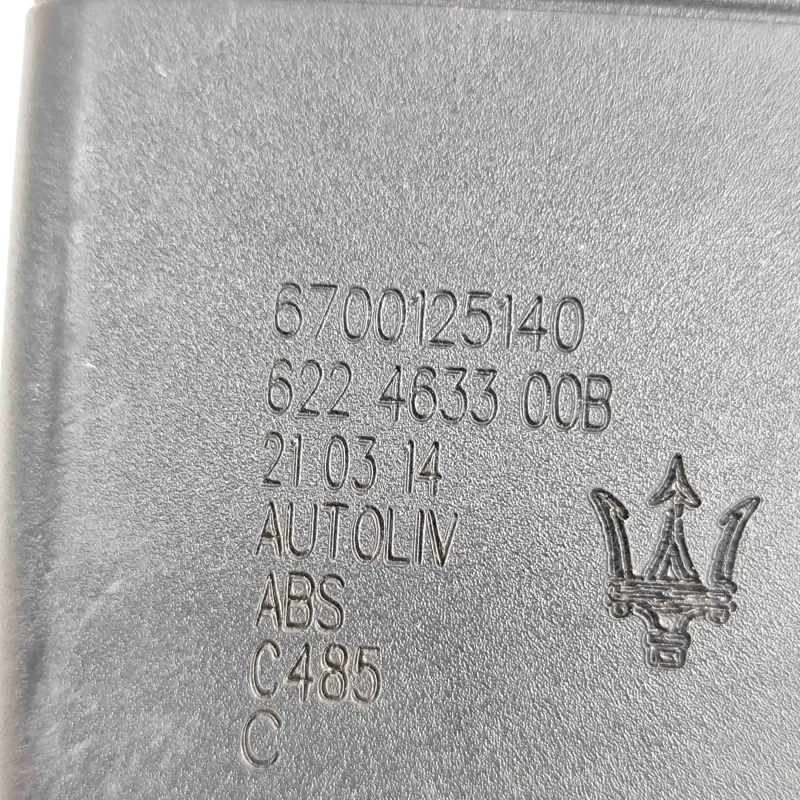 6700125140
622 4633 00B
21 03 14
AUTOLIV
ABS
C485
C